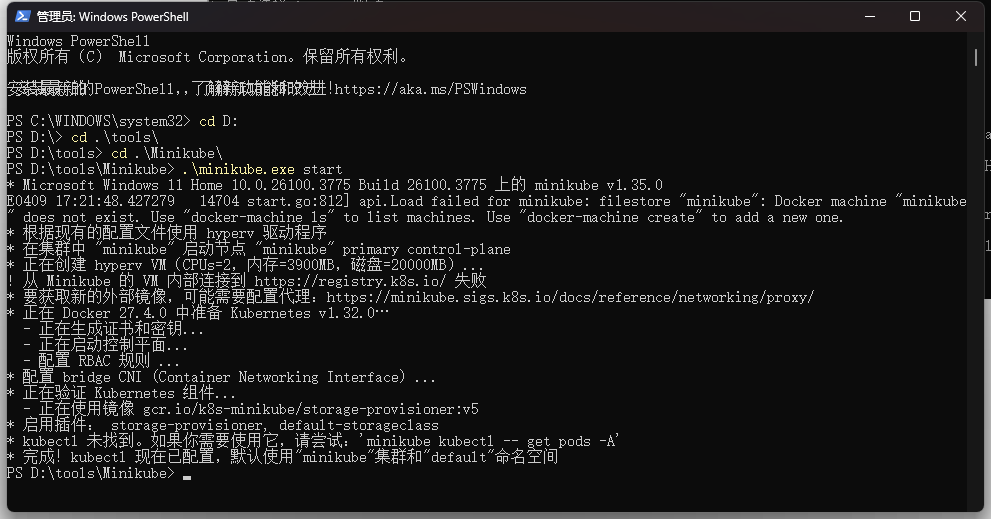 管理员: Windows PowerShell
Windows PowerShell
版权所有 (C) Microsoft Corporation。保留所有权利。
安装最新的 PowerShell,了解新功能和改进!https://aka.ms/PSWindows
PS C:\WINDOWS\system32> cd D:
PS D:\> cd .\tools\
PS D:\tools> cd .\Minikube\
PS D:\tools\Minikube> .\minikube.exe start
* Microsoft Windows 11 Home 10.0.26100.3775 Build 26100.3775 上的 minikube v1.35.0
E0409 17:21:48.427279   14704 start.go:812] api.Load failed for minikube: filestore "minikube": Docker machine "minikube
" does not exist. Use "docker-machine ls" to list machines. Use "docker-machine create" to add a new one.
* 根据现有的配置文件使用 hyperv 驱动程序
* 在集群中 "minikube" 启动节点 "minikube" primary control-plane
* 正在创建 hyperv VM (CPUs=2, 内存=3900MB, 磁盘=20000MB) ...
! 从 Minikube 的 VM 内部连接到 https://registry.k8s.io/ 失败
* 要获取新的外部镜像，可能需要配置代理：https://minikube.sigs.k8s.io/docs/reference/networking/proxy/
* 正在 Docker 27.4.0 中准备 Kubernetes v1.32.0…
  - 正在生成证书和密钥...
  - 正在启动控制平面...
  - 配置 RBAC 规则 ...
* 配置 bridge CNI (Container Networking Interface) ...
* 正在验证 Kubernetes 组件...
  - 正在使用镜像 gcr.io/k8s-minikube/storage-provisioner:v5
* 启用插件： storage-provisioner, default-storageclass
* kubectl 未找到。如果你需要使用它，请尝试：'minikube kubectl -- get pods -A'
* 完成！kubectl 现在已配置，默认使用"minikube"集群和"default"命名空间
PS D:\tools\Minikube>